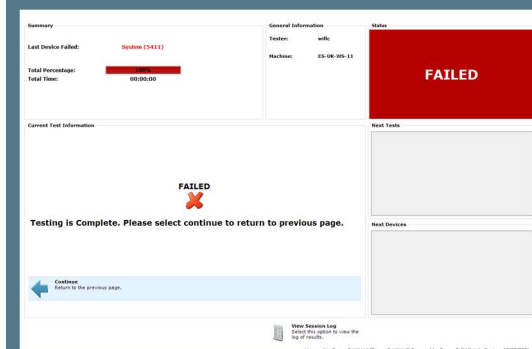 Summary
Last Device Failed: System (5411)
Total Percentage: 100%
Total Time: 00:00:00
General Information
Tester: willc
Machine: ES-UK-WS-11
Status
FAILED
Current Test Information
FAILED
Testing is Complete. Please select continue to return to previous page.
Continue
Return to the previous page.
Next Tests
Next Devices
View Session Log
Select this option to view the
log of results.